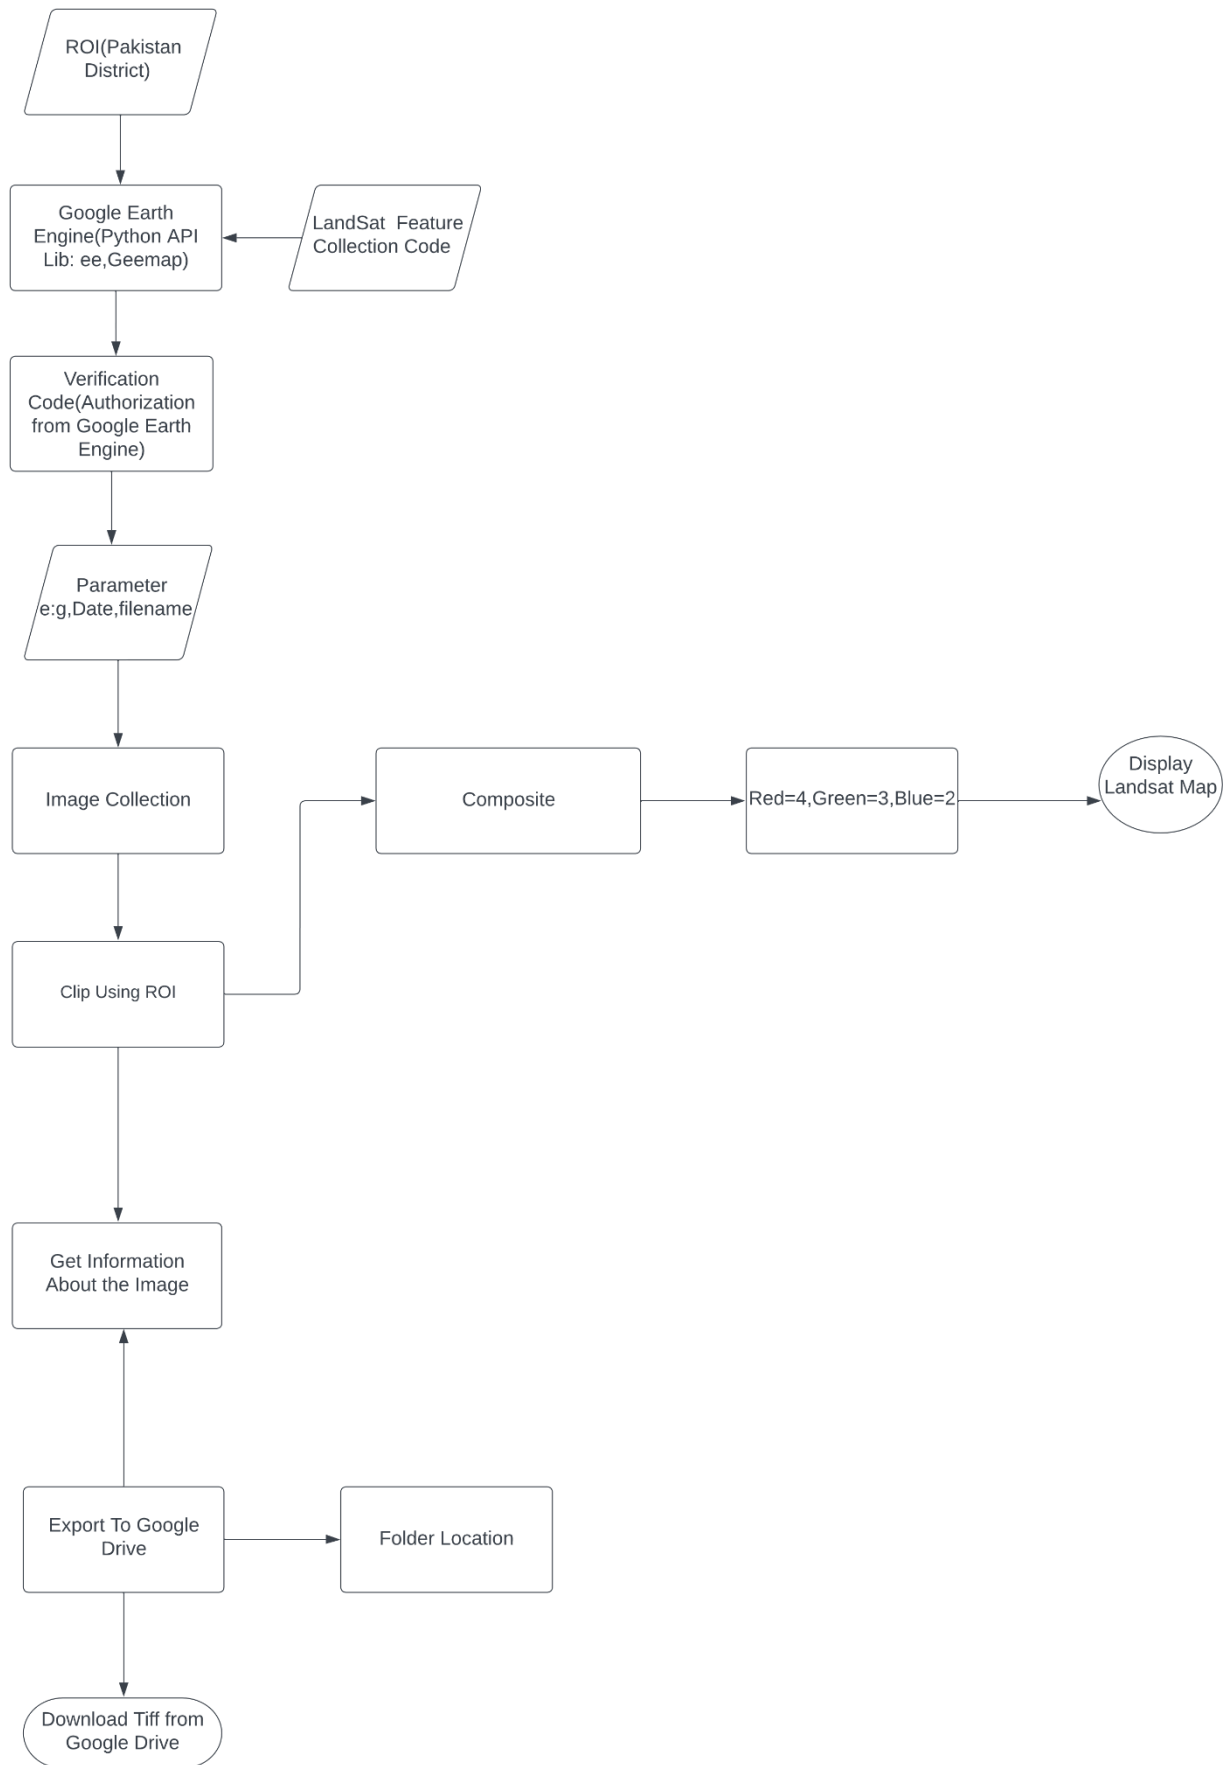 ROI(Pakistan
District)
Google Earth
Engine(Python API
Lib: ee,Geemap)
LandSat  Feature
Collection Code
Verification
Code(Authorization
from Google Earth
Engine)
Parameter
e:g,Date,filename
Image Collection
Composite
Red=4,Green=3,Blue=2
Display
Landsat Map
Clip Using ROI
Get Information
About the Image
Export To Google
Drive
Folder Location
Download Tiff from
Google Drive